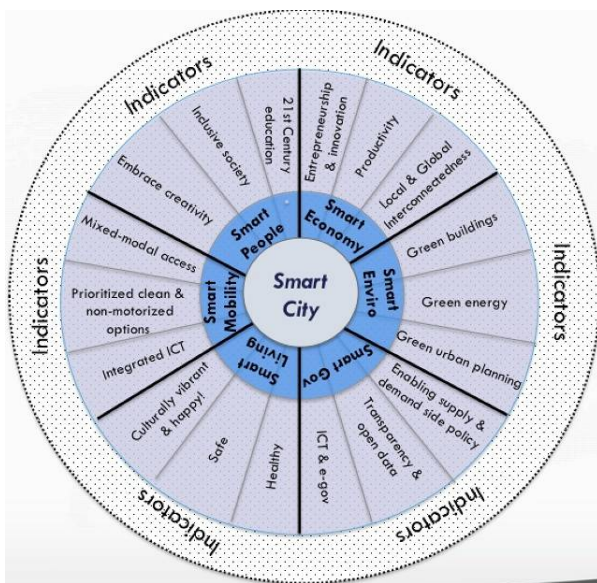 Smart
City
Smart
Economy
Entrepreneurship
& innovation
Productivity
Local & Global
Interconnectedness
Indicators
Smart
Enviro
Green buildings
Green energy
Green urban planning
Indicators
Smart Gov
Enabling supply &
demand side policy
Transparency &
open data
ICT & e-gov
Indicators
Smart
Living
Healthy
Safe
Culturally vibrant
& happy!
Indicators
Smart
Mobility
Integrated ICT
Prioritized clean &
non-motorized
options
Mixed-modal access
Indicators
Smart
People
Embrace creativity
Inclusive society
21st Century
education
Indicators